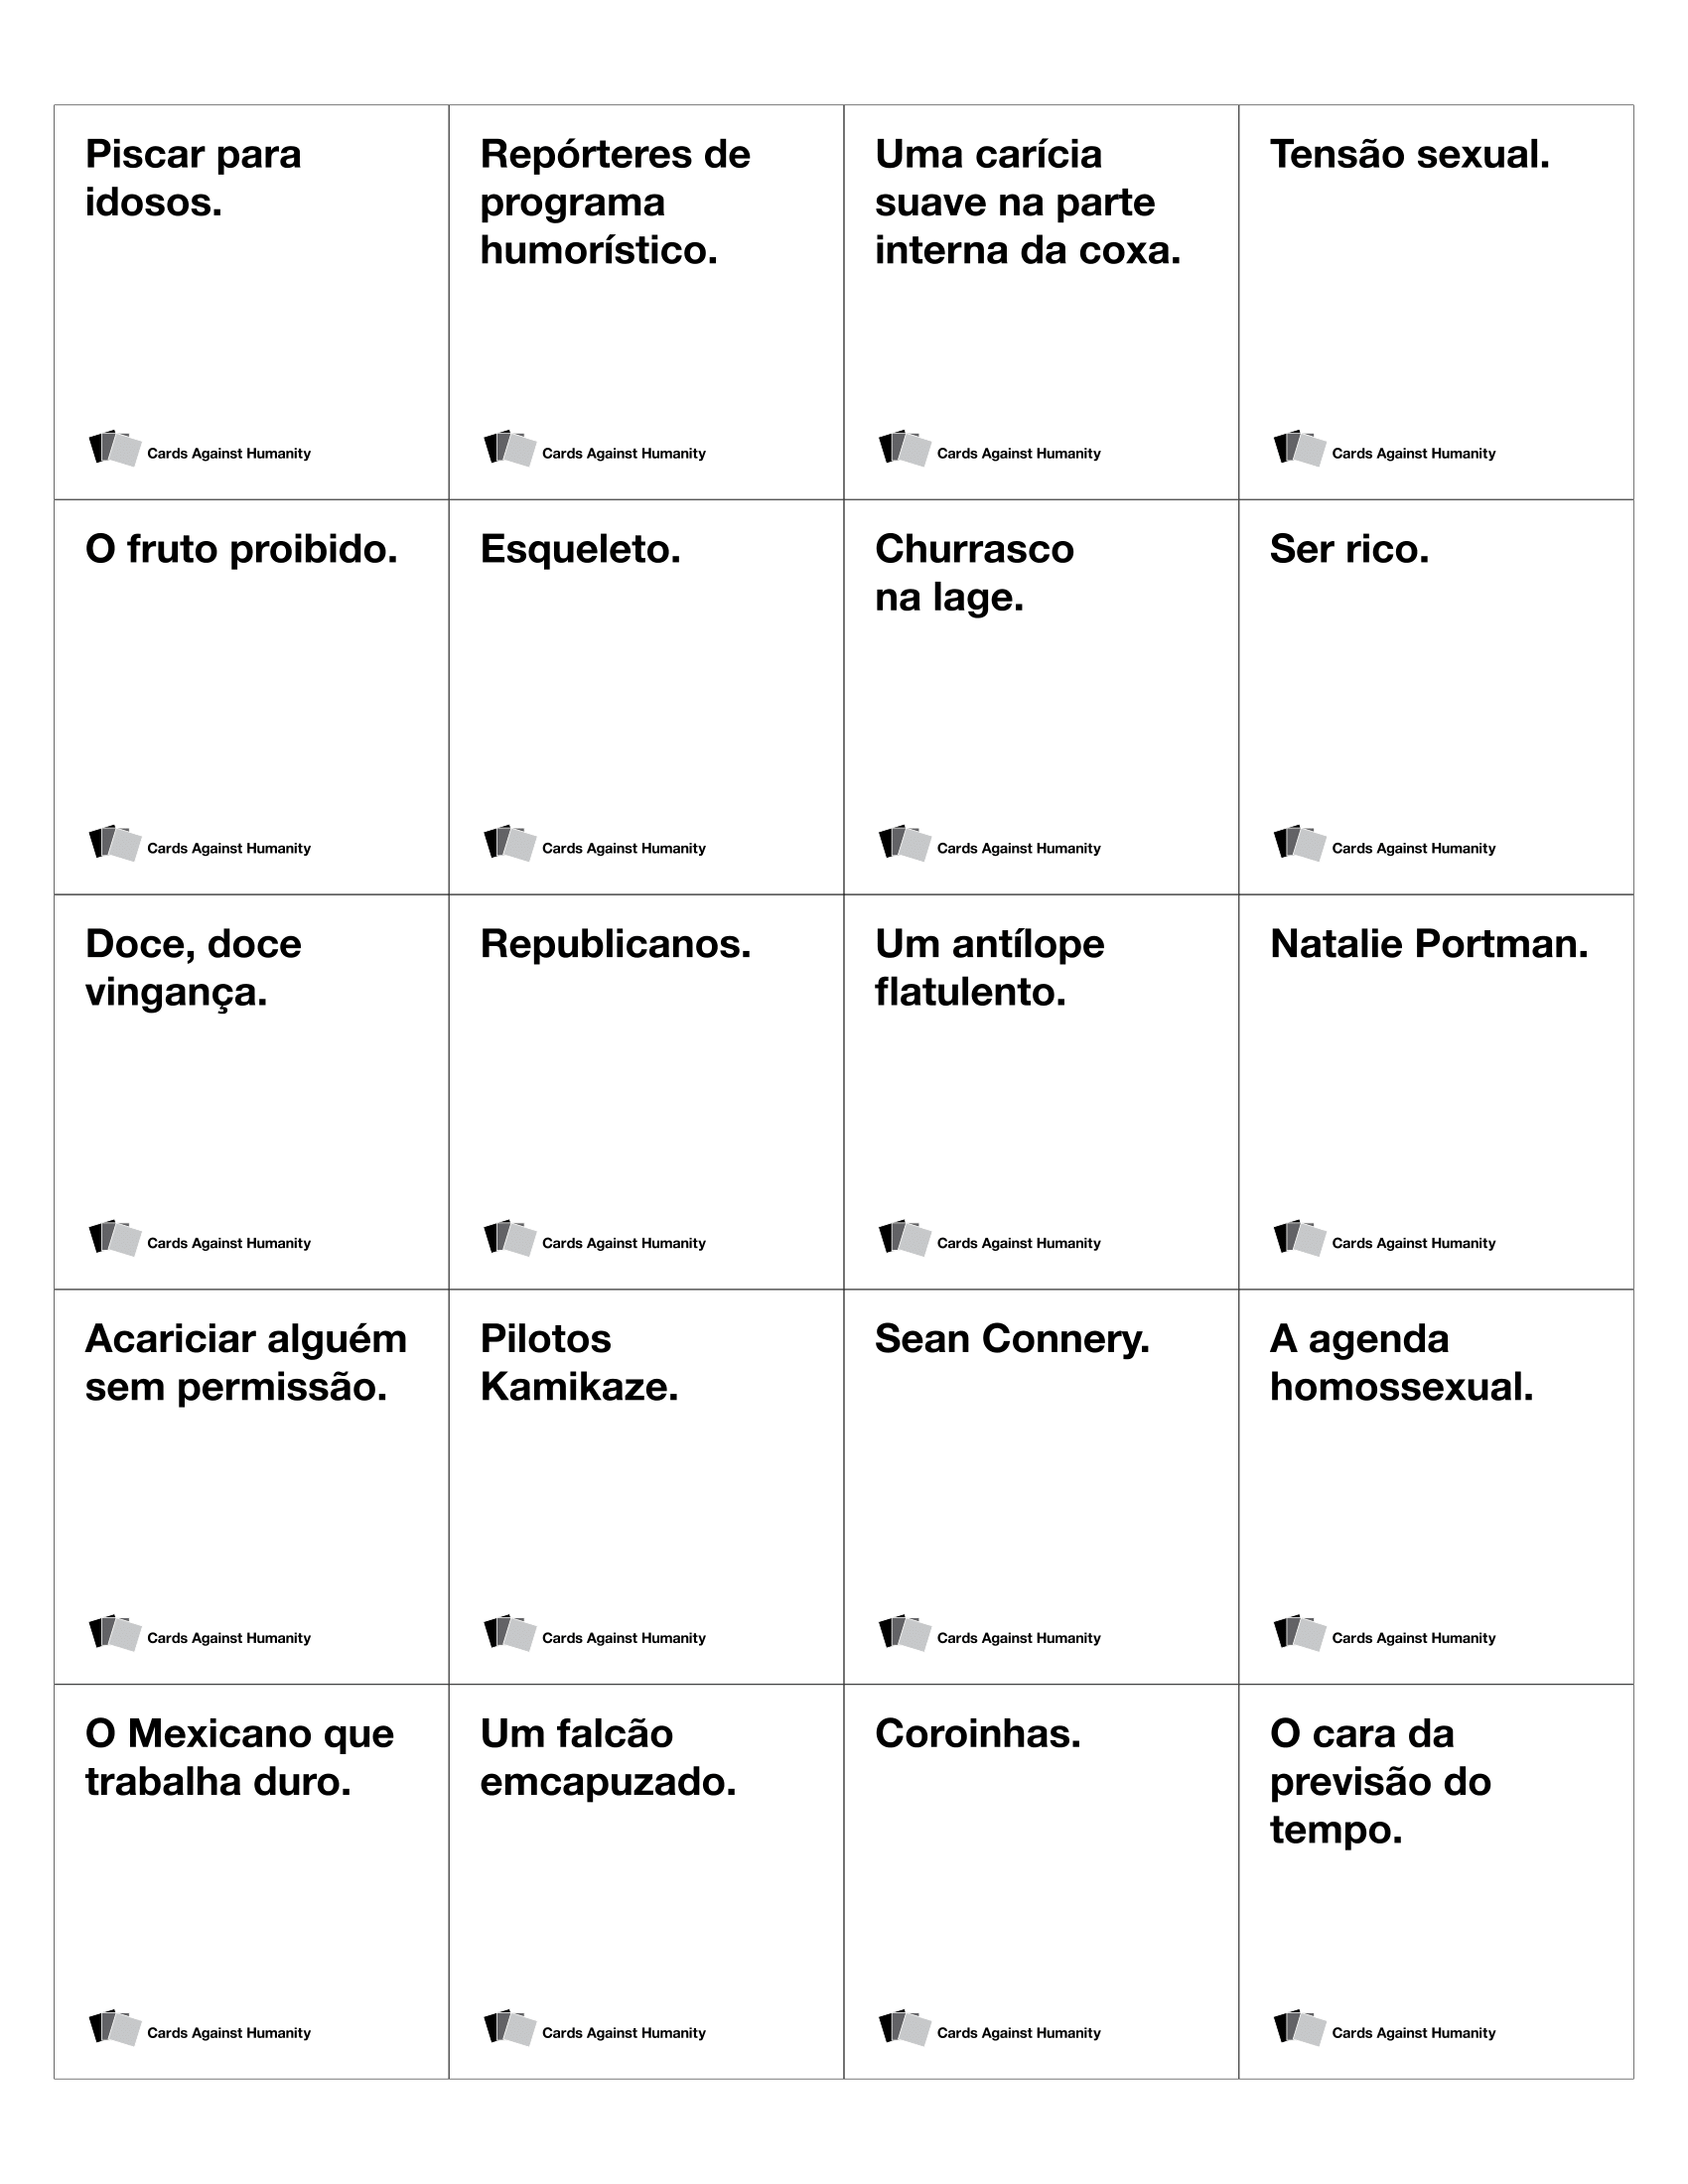 Piscar para
idosos.
Cards Against Humanity
Repórteres de
programa
humorístico.
Cards Against Humanity
Uma carícia
suave na parte
interna da coxa.
Cards Against Humanity
Tensão sexual.
Cards Against Humanity
O fruto proibido.
Cards Against Humanity
Esqueleto.
Cards Against Humanity
Churrasco
na lage.
Cards Against Humanity
Ser rico.
Cards Against Humanity
Doce, doce
vingança.
Cards Against Humanity
Republicanos.
Cards Against Humanity
Um antílope
flatulento.
Cards Against Humanity
Natalie Portman.
Cards Against Humanity
Acariciar alguém
sem permissão.
Cards Against Humanity
Pilotos
Kamikaze.
Cards Against Humanity
Sean Connery.
Cards Against Humanity
A agenda
homossexual.
Cards Against Humanity
O Mexicano que
trabalha duro.
Cards Against Humanity
Um falcão
emcapuzado.
Cards Against Humanity
Coroinhas.
Cards Against Humanity
O cara da
previsão do
tempo.
Cards Against Humanity